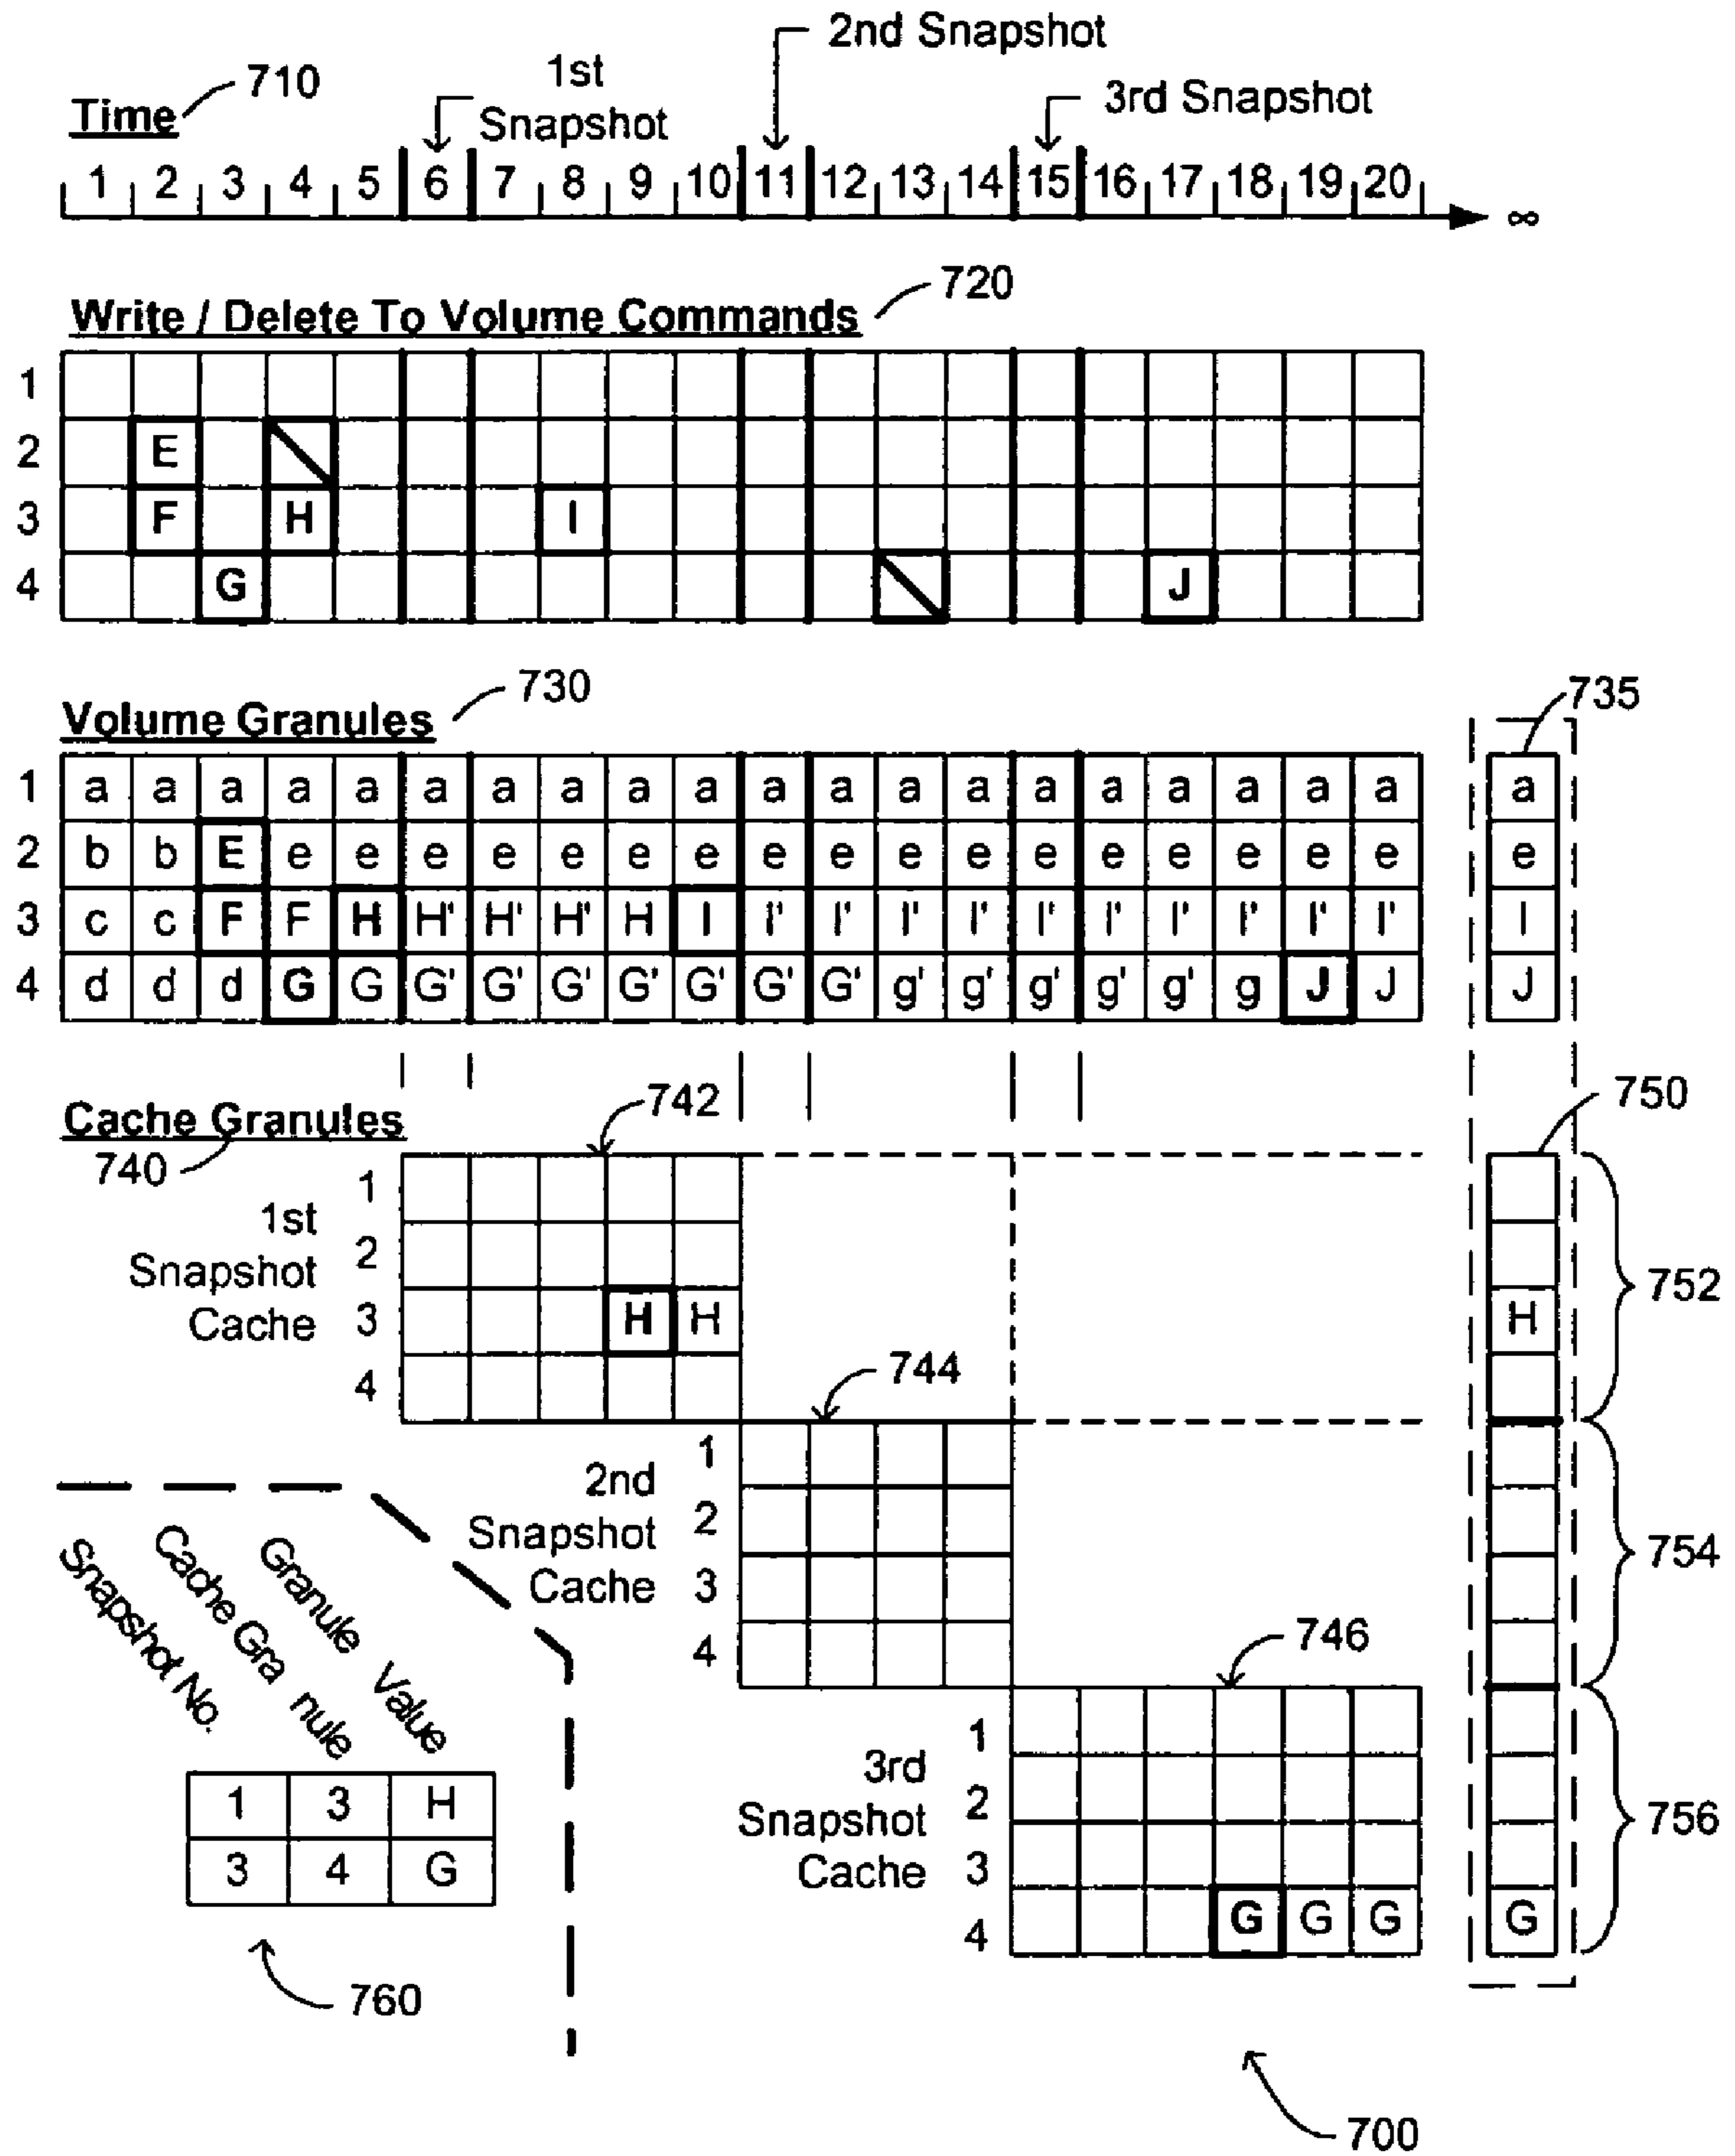 2nd Snapshot
1st
Snapshot
3rd Snapshot
Time 710
1 2 3 4 5 6 7 8 9 10 11 12 13 14 15 16 17 18 19 20 ∞
Write / Delete To Volume Commands 720
1
2 E
3 F H I
4 G J
Volume Granules 730
735
1 a a a a a a a a a a a a a a a a a a a a a
2 b b E e e e e e e e e e e e e e e e e e e
3 c c F F H H' H' H' H I I' I' I' I' I' I' I' I' I' I' I
4 d d d G G G' G' G' G' G' G' G' g' g' g' g' g' g J J J
Cache Granules
740
742
750
1st
Snapshot
Cache
1
2
3 H H H
4
752
744
2nd
Snapshot
Cache
1
2
3
4
754
746
3rd
Snapshot
Cache
1
2
3
4 G G G G
756
Snapshot No.
Cache Gra nule
Granule Value
1 3 H
3 4 G
760
700